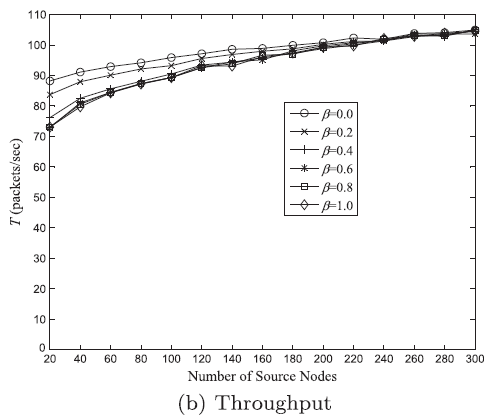 110
100
90
80
70
60
50
40
30
20
10
0
T (packets/sec)
β=0.0
β=0.2
β=0.4
β=0.6
β=0.8
β=1.0
20 40 60 80 100 120 140 160 180 200 220 240 260 280 300
Number of Source Nodes
(b) Throughput